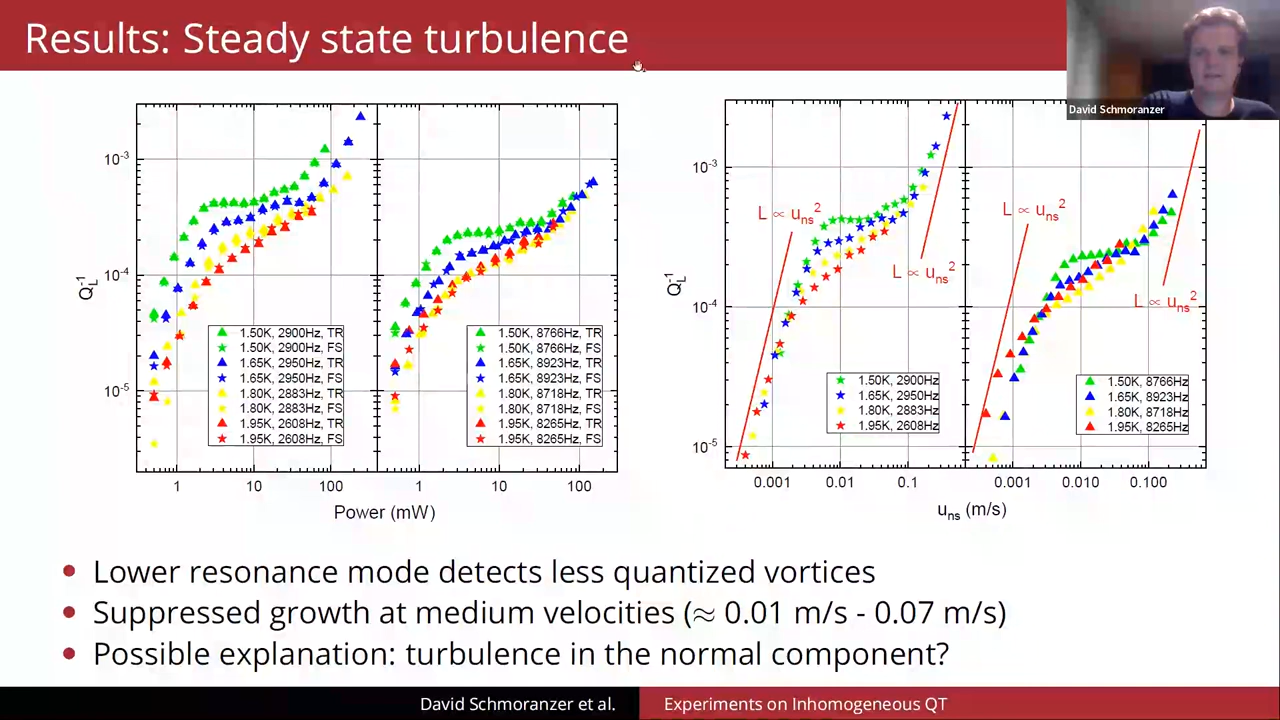 Results: Steady state turbulence
David Schmoranzer
10⁻³
10⁻⁴
10⁻⁵
Q_L⁻¹
1.50K, 2900Hz, TR
1.50K, 2900Hz, FS
1.65K, 2950Hz, TR
1.65K, 2950Hz, FS
1.80K, 2883Hz, TR
1.80K, 2883Hz, FS
1.95K, 2608Hz, TR
1.95K, 2608Hz, FS
1.50K, 8766Hz, TR
1.50K, 8766Hz, FS
1.65K, 8923Hz, TR
1.65K, 8923Hz, FS
1.80K, 8718Hz, TR
1.80K, 8718Hz, FS
1.95K, 8265Hz, TR
1.95K, 8265Hz, FS
1 10 100 1 10 100
Power (mW)
10⁻³
10⁻⁴
10⁻⁵
Q_L⁻¹
L ∝ u_ns²
L ∝ u_ns²
L ∝ u_ns²
L ∝ u_ns²
1.50K, 2900Hz
1.65K, 2950Hz
1.80K, 2883Hz
1.95K, 2608Hz
1.50K, 8766Hz
1.65K, 8923Hz
1.80K, 8718Hz
1.95K, 8265Hz
0.001 0.01 0.1 0.001 0.010 0.100
u_ns (m/s)
• Lower resonance mode detects less quantized vortices
• Suppressed growth at medium velocities (≈ 0.01 m/s - 0.07 m/s)
• Possible explanation: turbulence in the normal component?
David Schmoranzer et al. Experiments on Inhomogeneous QT